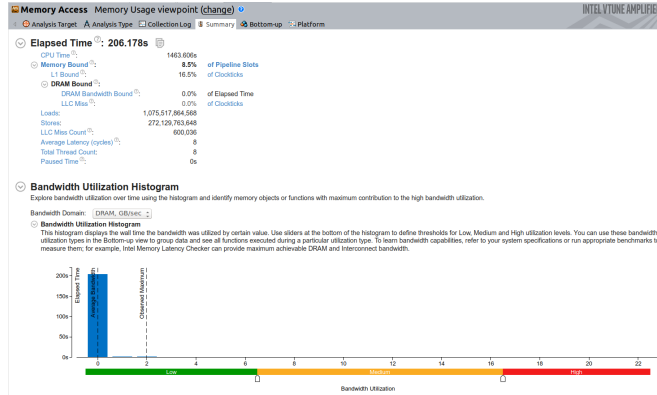 Memory Access Memory Usage viewpoint (change)
INTEL VTUNE AMPLIFIE
Analysis Target Analysis Type Collection Log Summary Bottom-up Platform
Elapsed Time: 206.178s
CPU Time: 1463.606s
Memory Bound: 8.5% of Pipeline Slots
L1 Bound: 16.5% of Clockticks
DRAM Bound:
DRAM Bandwidth Bound: 0.0% of Elapsed Time
LLC Miss: 0.0% of Clockticks
Loads: 1,075,517,864,568
Stores: 272,129,763,648
LLC Miss Count: 600,036
Average Latency (cycles): 8
Total Thread Count: 8
Paused Time: 0s
Bandwidth Utilization Histogram
Explore bandwidth utilization over time using the histogram and identify memory objects or functions with maximum contribution to the high bandwidth utilization.
Bandwidth Domain: DRAM, GB/sec
Bandwidth Utilization Histogram
This histogram displays the wall time the bandwidth was utilized by certain value. Use sliders at the bottom of the histogram to define thresholds for Low, Medium and High utilization levels. You can use these bandwidth
utilization types in the Bottom-up view to group data and see all functions executed during a particular utilization type. To learn bandwidth capabilities, refer to your system specifications or run appropriate benchmarks to
measure them; for example, Intel Memory Latency Checker can provide maximum achievable DRAM and Interconnect bandwidth.
Elapsed Time
Average Bandwidth
Observed Maximum
200s
150s
100s
50s
0s
0 2 4 6 8 10 12 14 16 18 20 22
Low Medium High
Bandwidth Utilization